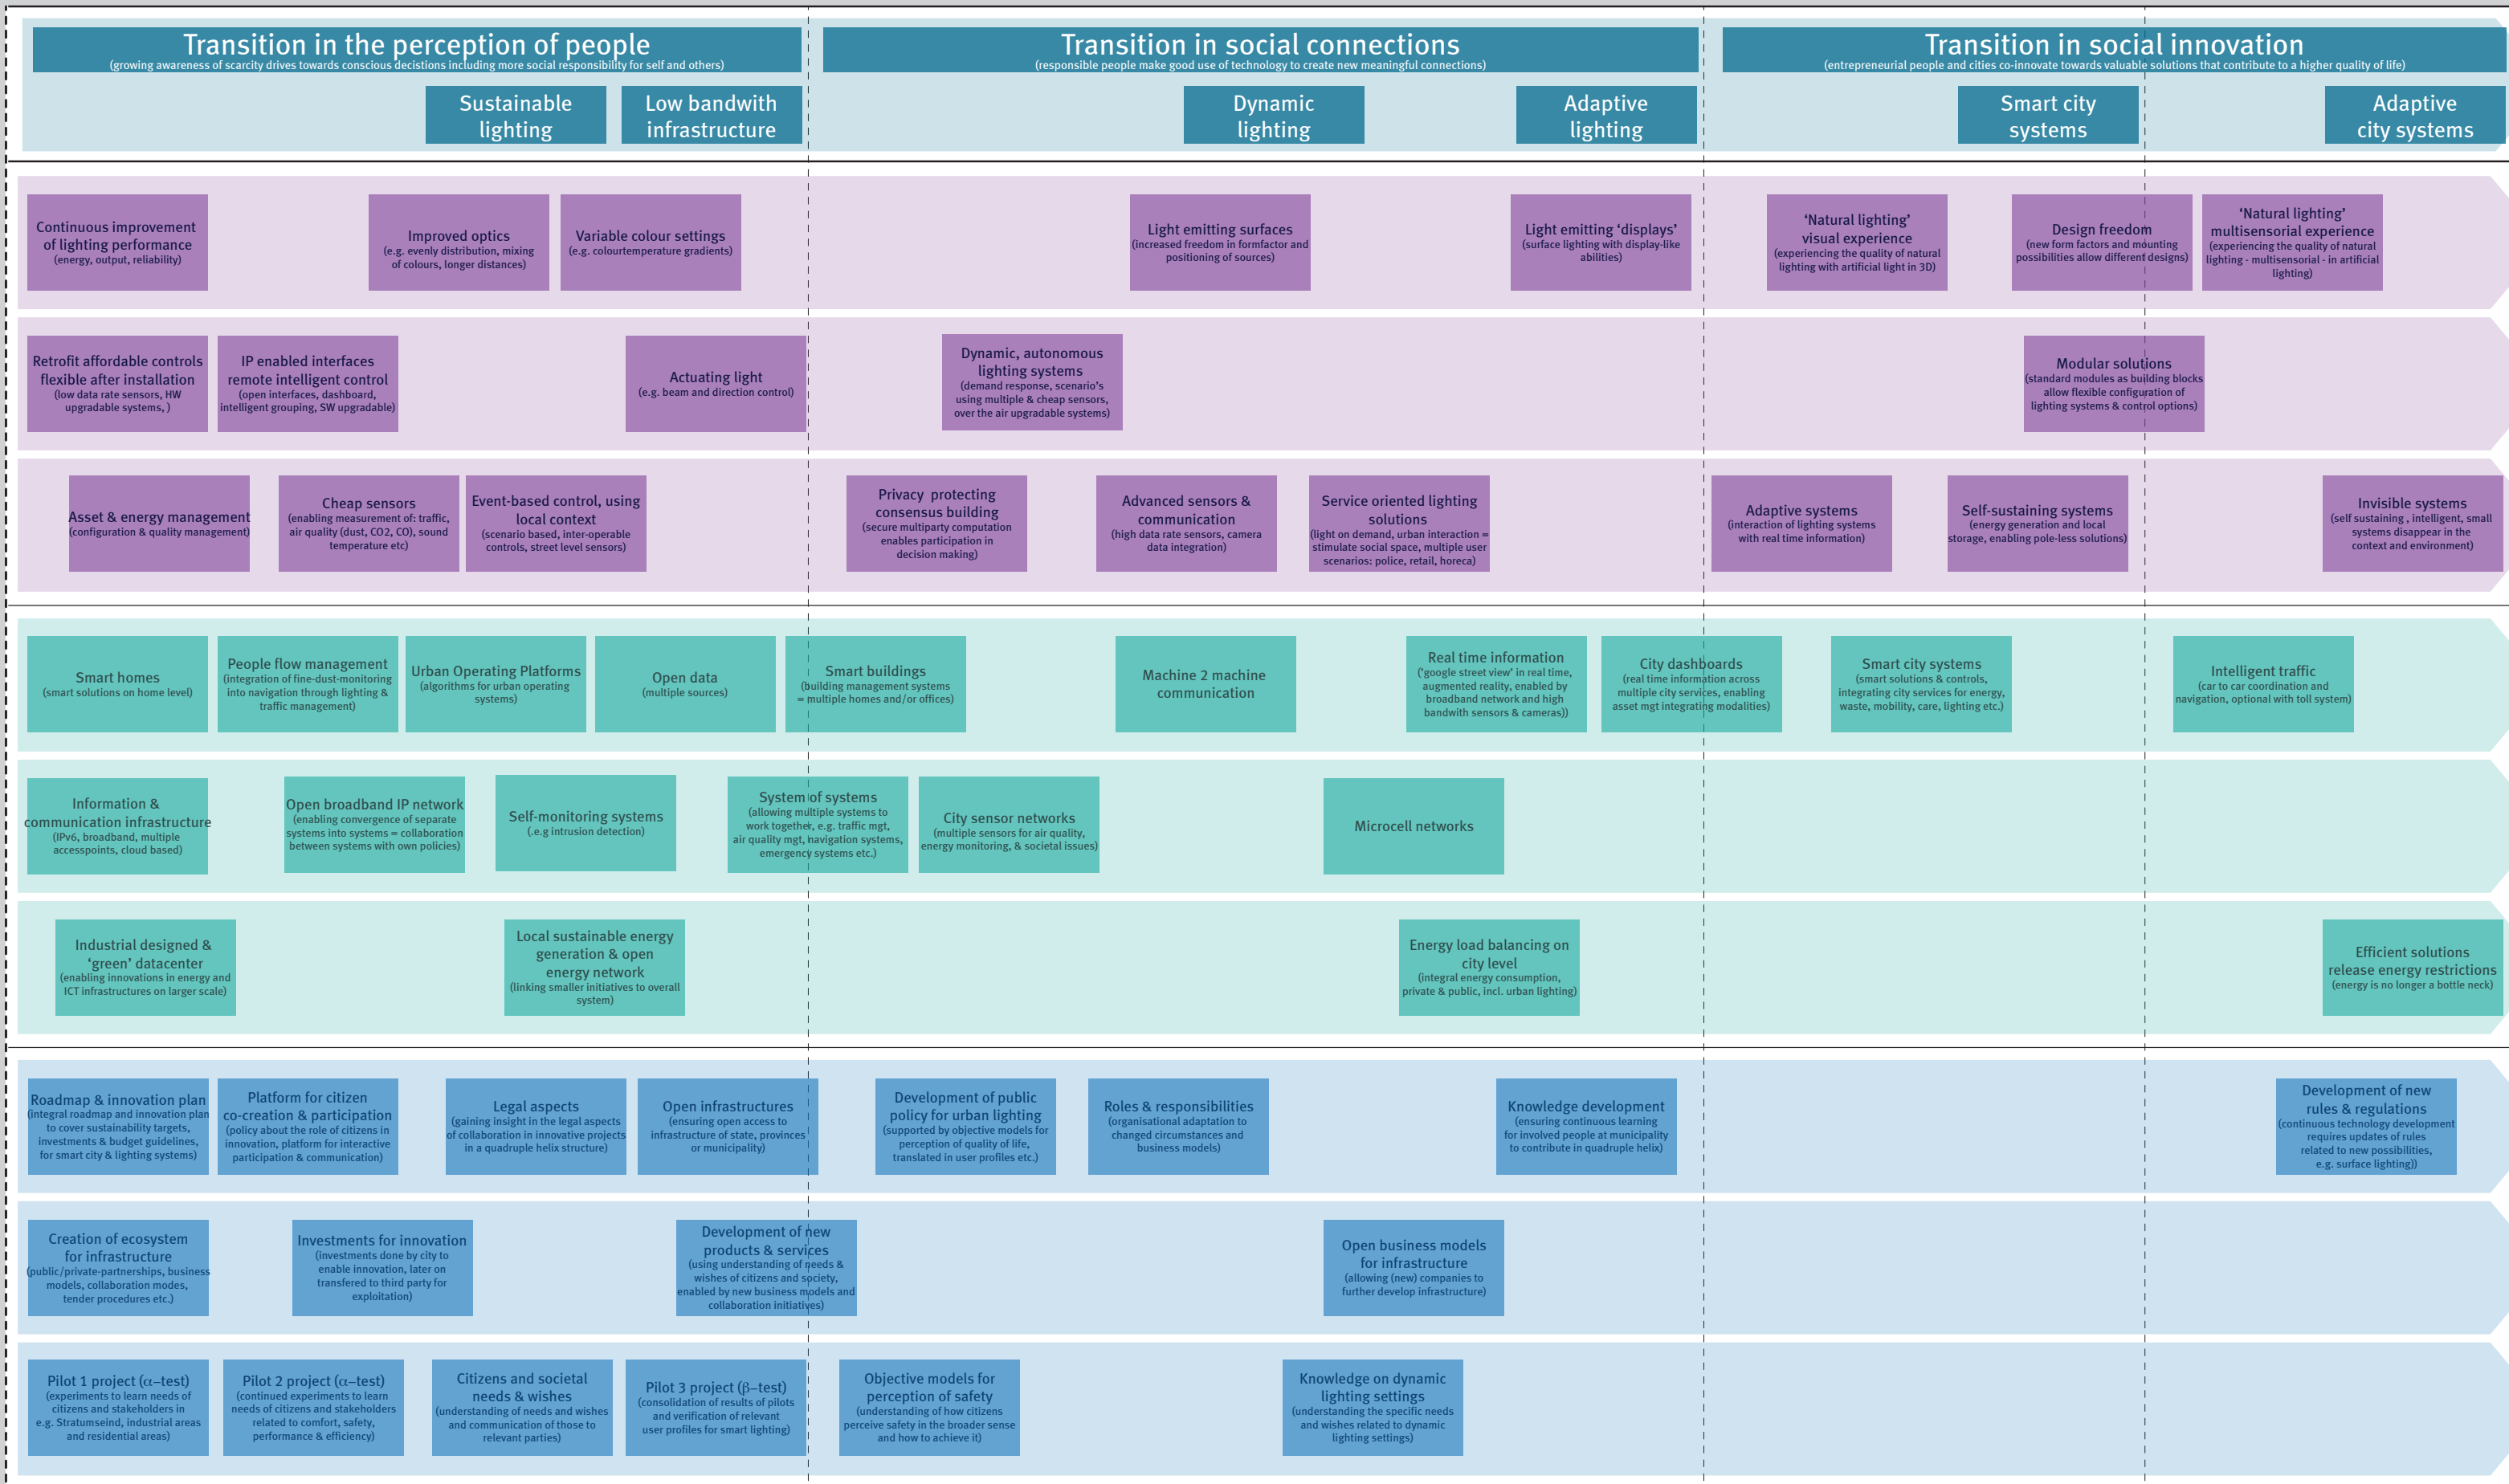 Transition in the perception of people
(growing awareness of scarcity drives towards conscious decisions including more social responsibility for self and others)
Transition in social connections
(responsible people make good use of technology to create new meaningful connections)
Transition in social innovation
(entrepreneurial people and cities co-innovate towards valuable solutions that contribute to a higher quality of life)
Sustainable
lighting
Low bandwith
infrastructure
Dynamic
lighting
Adaptive
lighting
Smart city
systems
Adaptive
city systems
Continuous improvement
of lighting performance
(energy, output, reliability)
Improved optics
(e.g. evenly distribution, mixing
of colours, longer distances)
Variable colour settings
(e.g. colourtemperature gradients)
Light emitting surfaces
(increased freedom in formfactor and
positioning of sources)
Light emitting ‘displays’
(surface lighting with display-like
abilities)
‘Natural lighting’
visual experience
(experiencing the quality of natural
lighting with artificial light in 3D)
Design freedom
(new form factors and mounting
possibilities allow different designs)
‘Natural lighting’
multisensorial experience
(experiencing the quality of natural
lighting - multisensorial - in artificial
lighting)
Retrofit affordable controls
flexible after installation
(low data rate sensors, HW
upgradable systems, )
IP enabled interfaces
remote intelligent control
(open interfaces, dashboard,
intelligent grouping, SW upgradable)
Actuating light
(e.g. beam and direction control)
Dynamic, autonomous
lighting systems
(demand response, scenario’s
using multiple & cheap sensors,
over the air upgradable systems)
Modular solutions
(standard modules as building blocks
allow flexible configuration of
lighting systems & control options)
Asset & energy management
(configuration & quality management)
Cheap sensors
(enabling measurement of: traffic,
air quality (dust, CO2, CO), sound
temperature etc)
Event-based control, using
local context
(scenario based, inter-operable
controls, street level sensors)
Privacy protecting
consensus building
(secure multiparty computation
enables participation in
decision making)
Advanced sensors &
communication
(high data rate sensors, camera
data integration)
Service oriented lighting
solutions
(light on demand, urban interaction =
stimulate social space, multiple user
scenarios: police, retail, horeca)
Adaptive systems
(interaction of lighting systems
with real time information)
Self-sustaining systems
(energy generation and local
storage, enabling pole-less solutions)
Invisible systems
(self sustaining , intelligent, small
systems disappear in the
context and environment)
Smart homes
(smart solutions on home level)
People flow management
(integration of fine-dust-monitoring
into navigation through lighting &
traffic management)
Urban Operating Platforms
(algorithms for urban operating
systems)
Open data
(multiple sources)
Smart buildings
(building management systems
= multiple homes and/or offices)
Machine 2 machine
communication
Real time information
(‘google street view’ in real time,
augmented reality, enabled by
broadband network and high
bandwith sensors & cameras))
City dashboards
(real time information across
multiple city services, enabling
asset mgt integrating modalities)
Smart city systems
(smart solutions & controls,
integrating city services for energy,
waste, mobility, care, lighting etc.)
Intelligent traffic
(car to car coordination and
navigation, optional with toll system)
Information &
communication infrastructure
(IPv6, broadband, multiple
accesspoints, cloud based)
Open broadband IP network
(enabling convergence of separate
systems into systems = collaboration
between systems with own policies)
Self-monitoring systems
(.e.g intrusion detection)
System of systems
(allowing multiple systems to
work together, e.g. traffic mgt,
air quality mgt, navigation systems,
emergency systems etc.)
City sensor networks
(multiple sensors for air quality,
energy monitoring, & societal issues)
Microcell networks
Industrial designed &
‘green’ datacenter
(enabling innovations in energy and
ICT infrastructures on larger scale)
Local sustainable energy
generation & open
energy network
(linking smaller initiatives to overall
system)
Energy load balancing on
city level
(integral energy consumption,
private & public, incl. urban lighting)
Efficient solutions
release energy restrictions
(energy is no longer a bottle neck)
Roadmap & innovation plan
(integral roadmap and innovation plan
to cover sustainability targets,
investments & budget guidelines,
for smart city & lighting systems)
Platform for citizen
co-creation & participation
(policy about the role of citizens in
innovation, platform for interactive
participation & communication)
Legal aspects
(gaining insight in the legal aspects
of collaboration in innovative projects
in a quadruple helix structure)
Open infrastructures
(ensuring open access to
infrastructure of state, provinces
or municipality)
Development of public
policy for urban lighting
(supported by objective models for
perception of quality of life,
translated in user profiles etc.)
Roles & responsibilities
(organisational adaptation to
changed circumstances and
business models)
Knowledge development
(ensuring continuous learning
for involved people at municipality
to contribute in quadruple helix)
Development of new
rules & regulations
(continuous technology development
requires updates of rules
related to new possibilities,
e.g. surface lighting))
Creation of ecosystem
for infrastructure
(public/private-partnerships, business
models, collaboration modes,
tender procedures etc.)
Investments for innovation
(investments done by city to
enable innovation, later on
transfered to third party for
exploitation)
Development of new
products & services
(using understanding of needs &
wishes of citizens and society,
enabled by new business models and
collaboration initiatives)
Open business models
for infrastructure
(allowing (new) companies to
further develop infrastructure)
Pilot 1 project (α–test)
(experiments to learn needs of
citizens and stakeholders in
e.g. Stratumseind, industrial areas
and residential areas)
Pilot 2 project (α–test)
(continued experiments to learn
needs of citizens and stakeholders
related to comfort, safety,
performance & efficiency)
Citizens and societal
needs & wishes
(understanding of needs and wishes
and communication of those to
relevant parties)
Pilot 3 project (β–test)
(consolidation of results of pilots
and verification of relevant
user profiles for smart lighting)
Objective models for
perception of safety
(understanding of how citizens
perceive safety in the broader sense
and how to achieve it)
Knowledge on dynamic
lighting settings
(understanding the specific needs
and wishes related to dynamic
lighting settings)